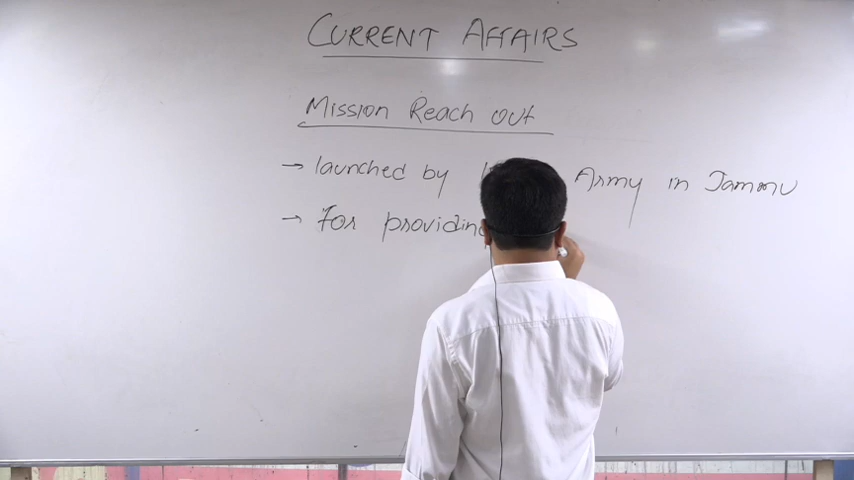 CURRENT AFFAIRS
Mission Reach out
→ launched by Army in Jammu
→ For providing